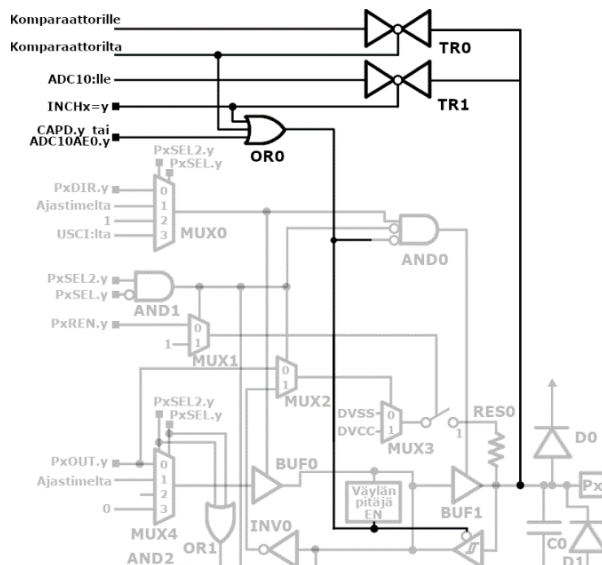 Komparaattorille
TR0
Komparaattorilta
ADC10:lle
TR1
INCHx=y
CAPD.y tai
ADC10AE0.y
OR0
PxSEL2.y
PxSEL.y
PxDIR.y
0
Ajastimelta
1
1
2
USCI:lta
3
MUX0
AND0
PxSEL2.y
PxSEL.y
AND1
PxREN.y
0
1
1
MUX1
0
1
MUX2
PxSEL2.y
PxSEL.y
DVSS
0
DVCC
1
MUX3
1
RES0
D0
PxOUT.y
0
Ajastimelta
1
2
0
3
MUX4
BUF0
Väylän
pitäjä
EN
BUF1
Px
OR1
INV0
C0
D1
AND2